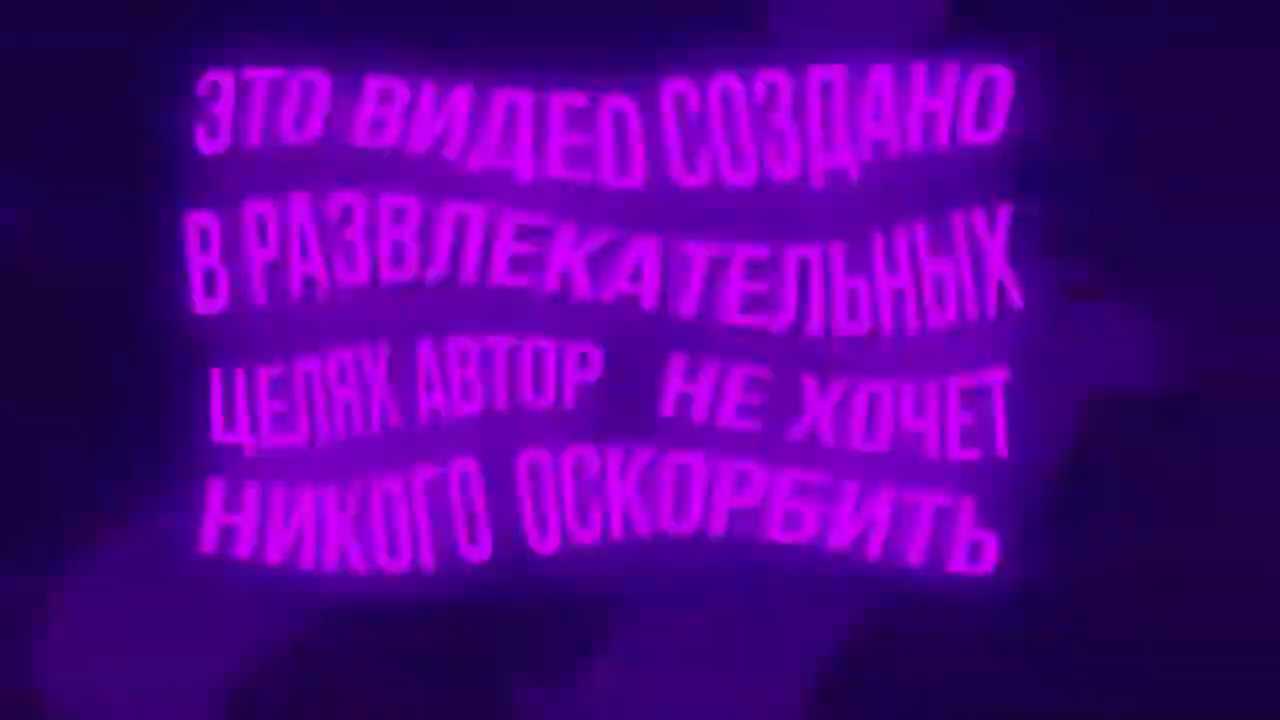 ЭТО ВИДЕО СОЗДАНО
В РАЗВЛЕКАТЕЛЬНЫХ
ЦЕЛЯХ АВТОР НЕ ХОЧЕТ
НИКОГО ОСКОРБИТЬ